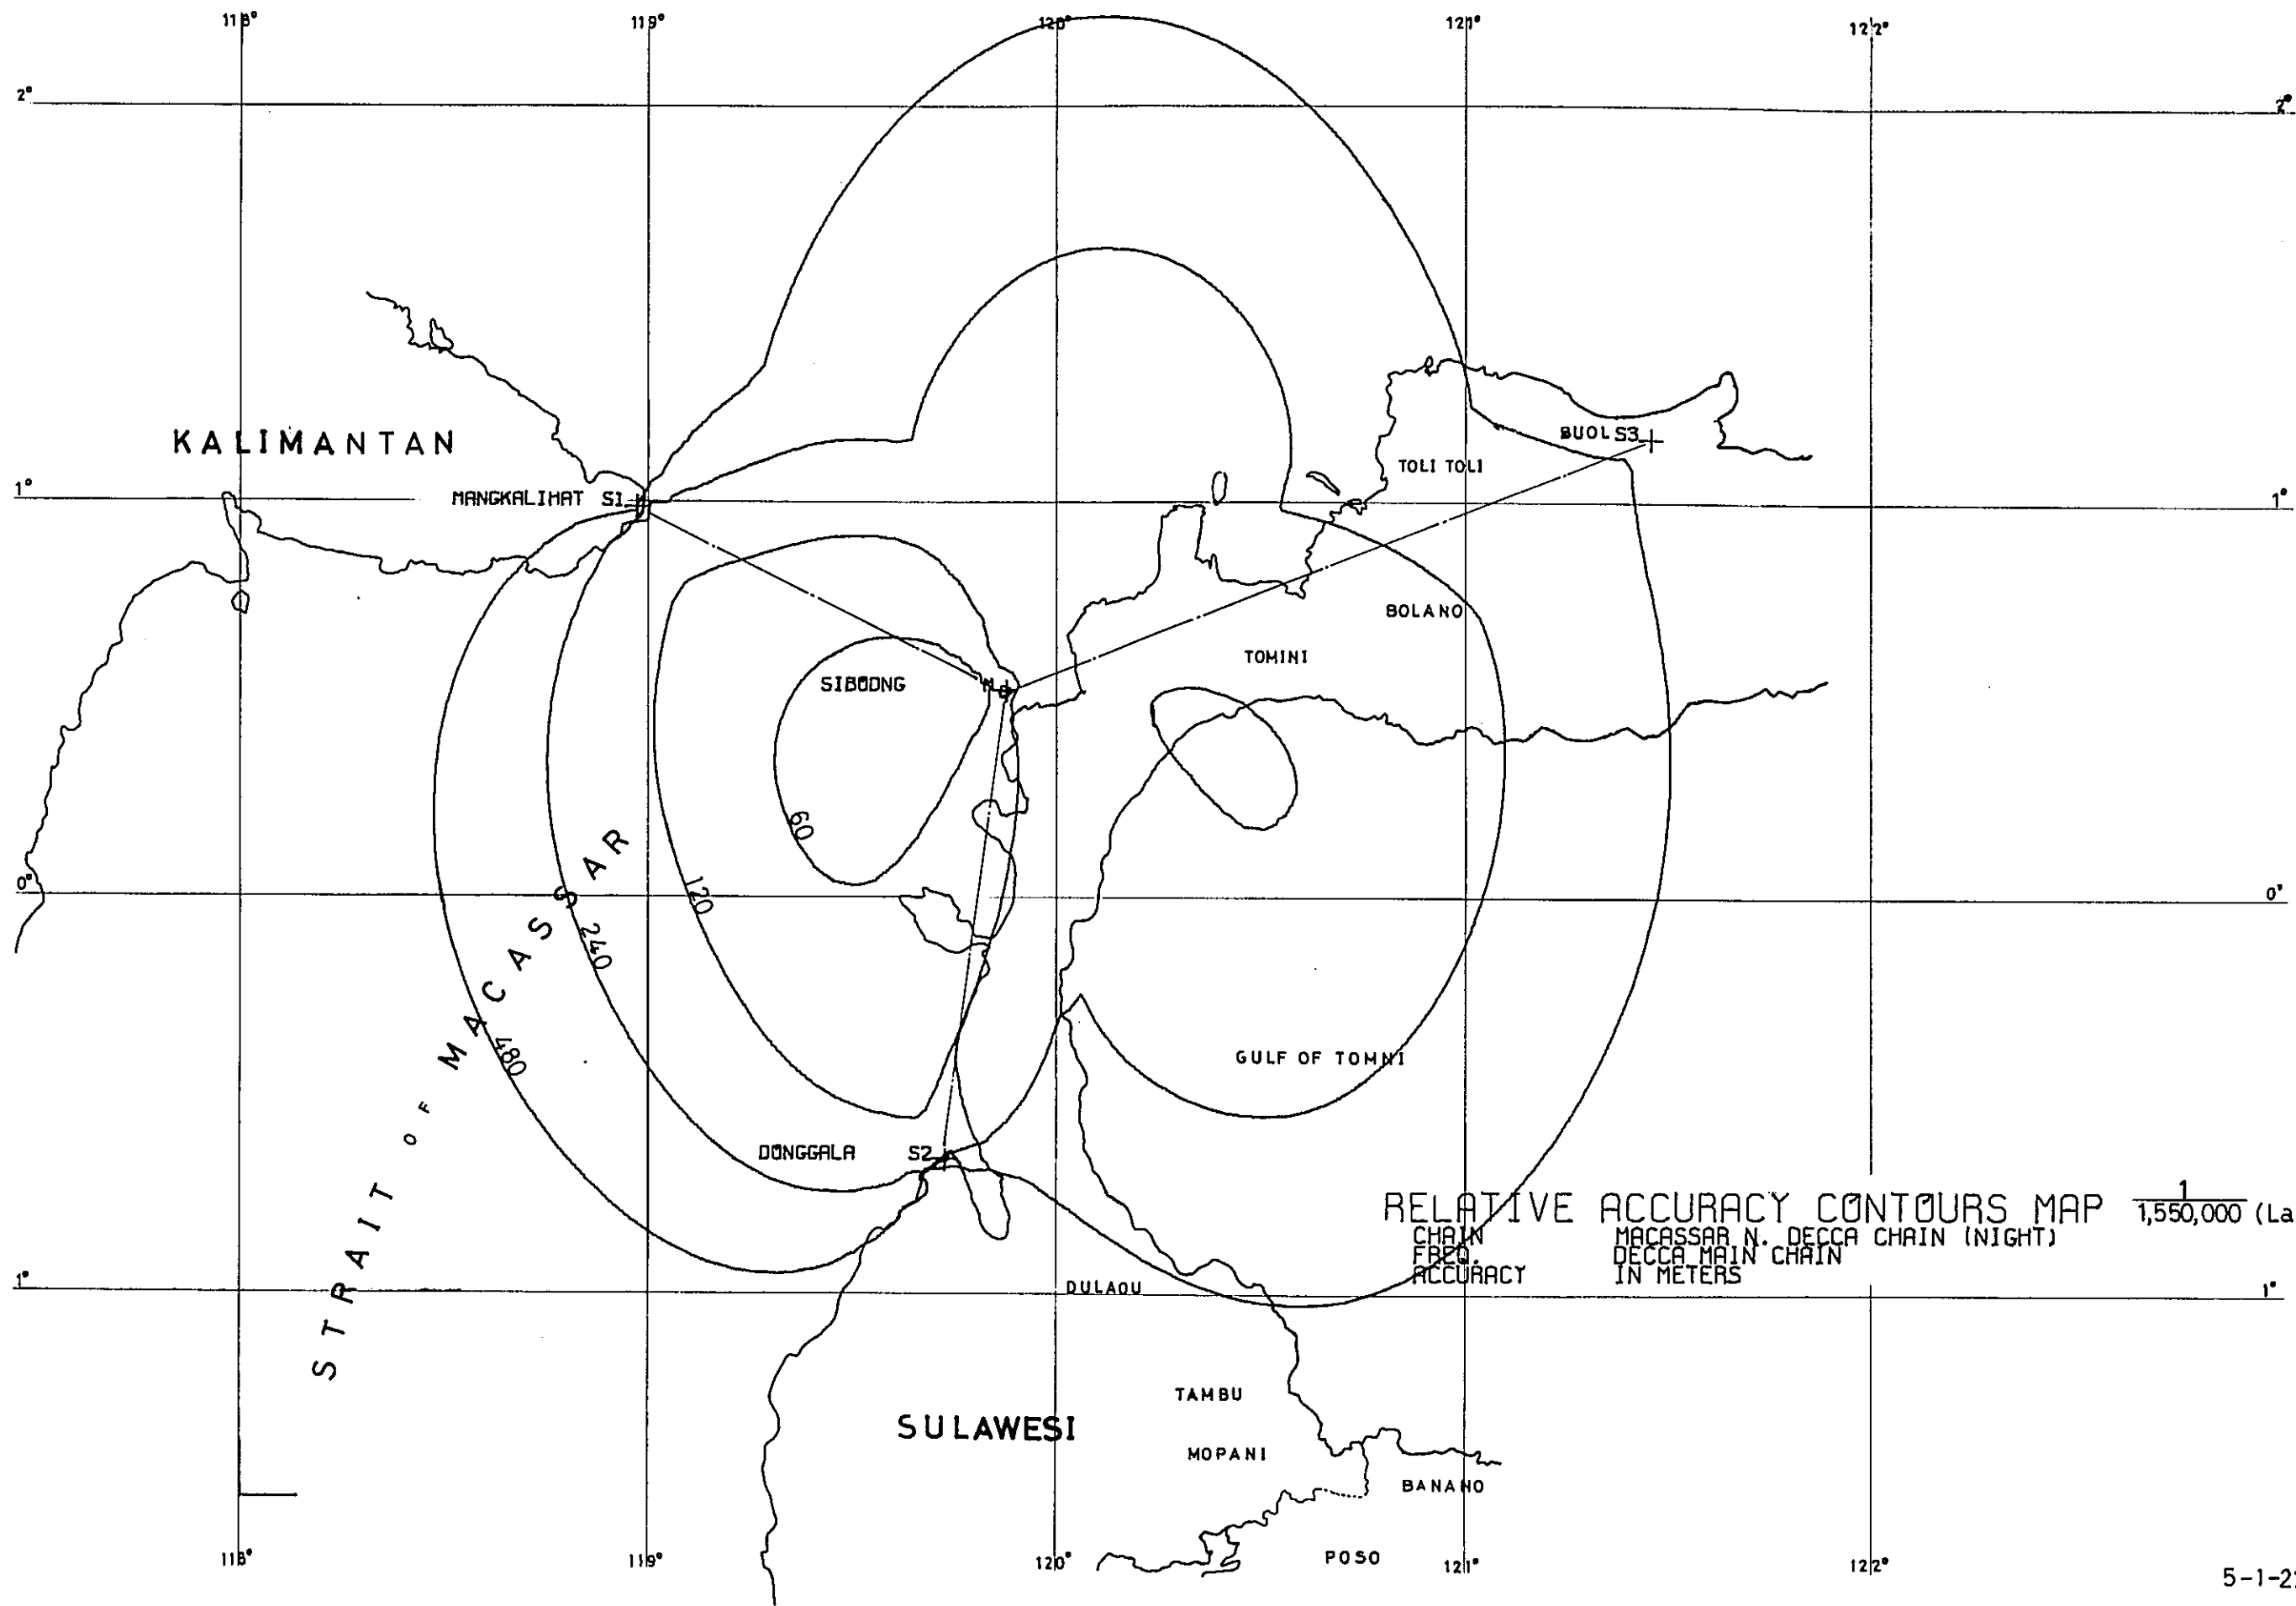 118° 119° 120° 121° 122°
2° 2°
KALIMANTAN
BUOL S3
TOLI TOLI
1° MANGKALIHAT S1 1°
BOLANO
TOMINI
SIBOONG M
60
0° 120 0°
240
480
STRAIT OF MACASSAR
GULF OF TOMNI
DONGGALA S2
RELATIVE ACCURACY CONTOURS MAP 1/1,550,000 (La
CHAIN MACASSAR N. DECCA CHAIN (NIGHT)
FREQ. DECCA MAIN CHAIN
ACCURACY IN METERS
1° DULAOU 1°
TAMBU
SULAWESI
MOPANI
BANANO
POSO
118° 119° 120° 121° 122°